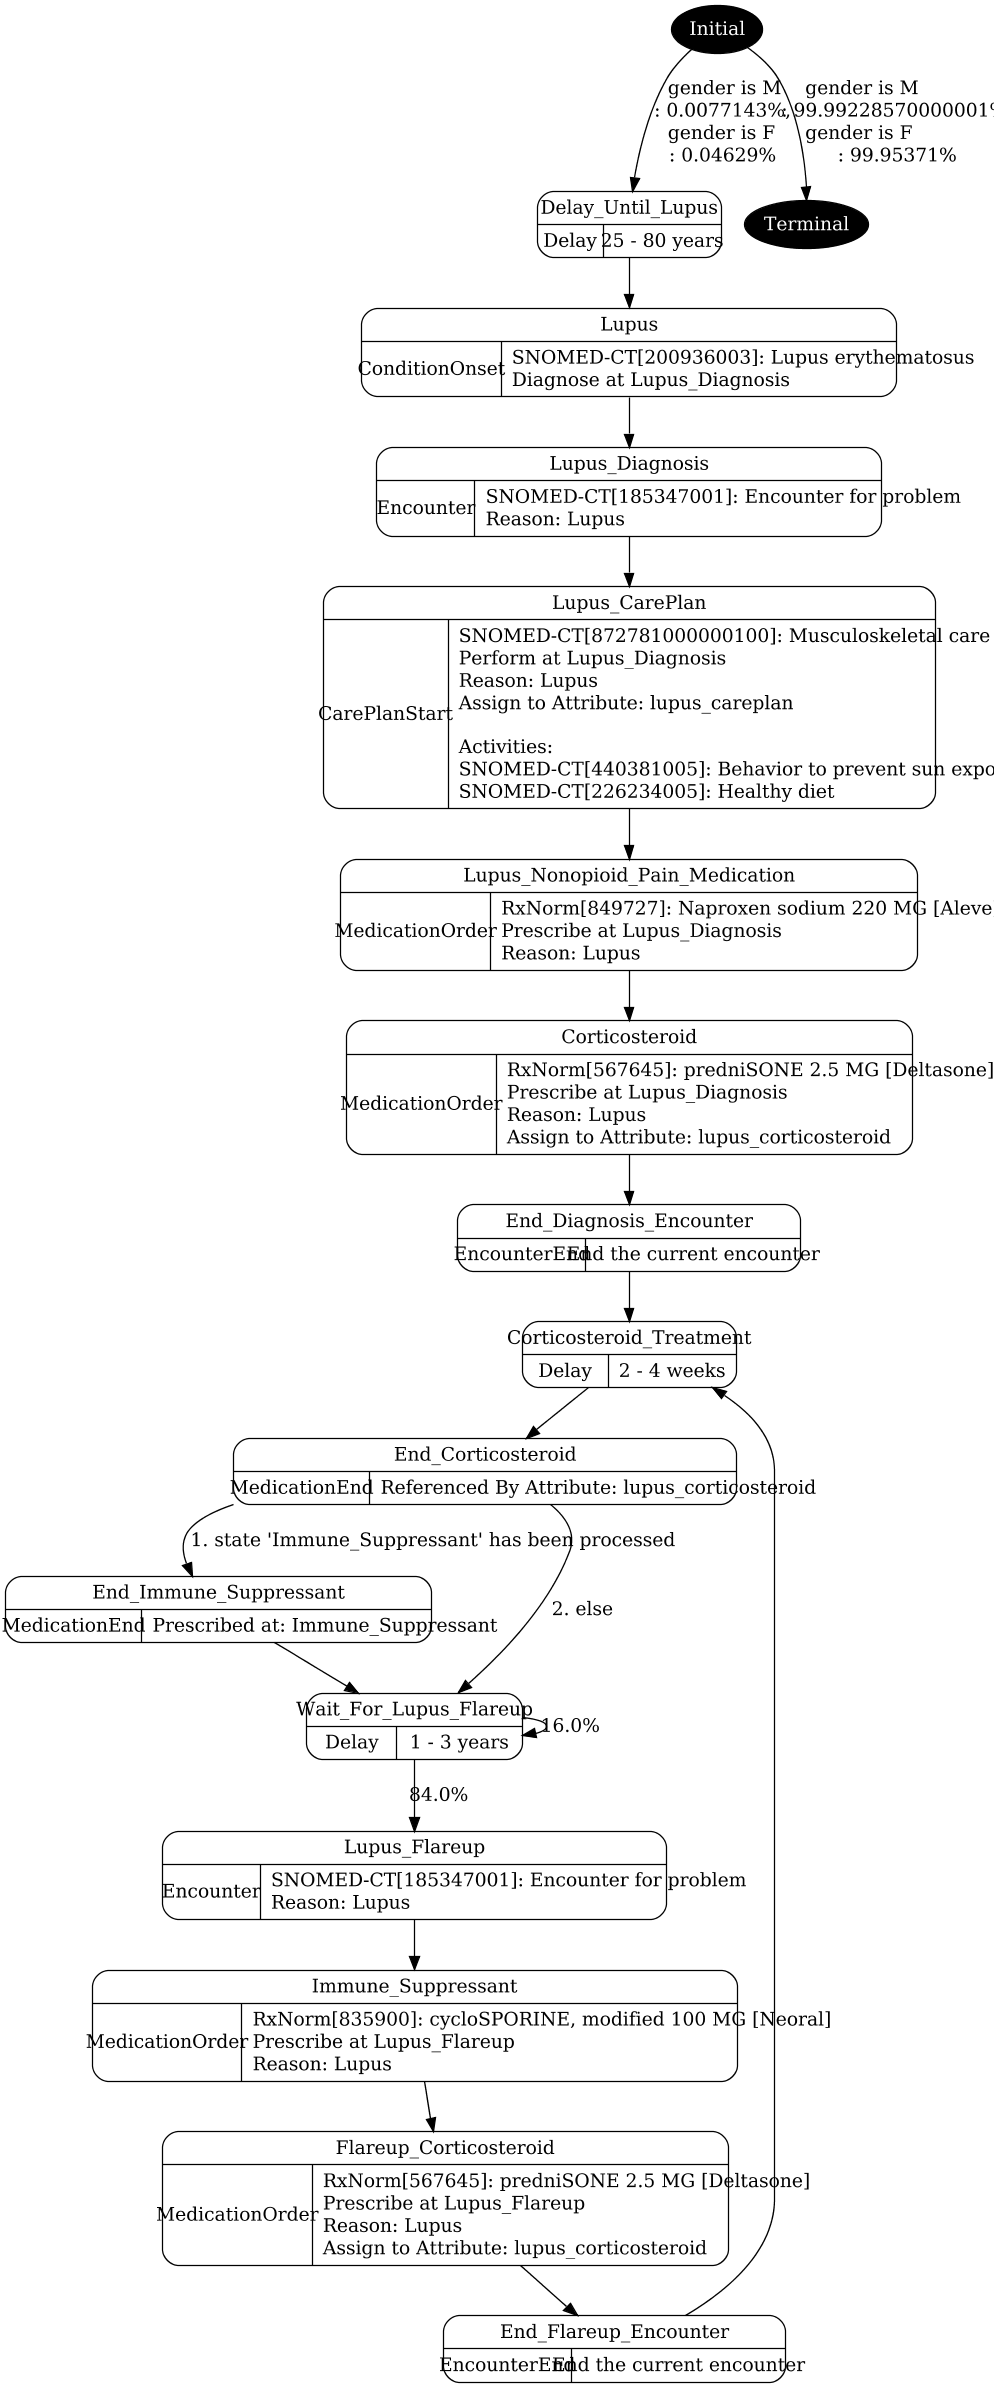 Initial
gender is M
: 0.0077143%,
gender is F
: 0.04629%
gender is M
: 99.99228570000001%
gender is F
: 99.95371%
Terminal
Delay_Until_Lupus
Delay
25 - 80 years
Lupus
ConditionOnset
SNOMED-CT[200936003]: Lupus erythematosus
Diagnose at Lupus_Diagnosis
Lupus_Diagnosis
Encounter
SNOMED-CT[185347001]: Encounter for problem
Reason: Lupus
Lupus_CarePlan
CarePlanStart
SNOMED-CT[872781000000100]: Musculoskeletal care
Perform at Lupus_Diagnosis
Reason: Lupus
Assign to Attribute: lupus_careplan
Activities:
SNOMED-CT[440381005]: Behavior to prevent sun expo
SNOMED-CT[226234005]: Healthy diet
Lupus_Nonopioid_Pain_Medication
MedicationOrder
RxNorm[849727]: Naproxen sodium 220 MG [Aleve
Prescribe at Lupus_Diagnosis
Reason: Lupus
Corticosteroid
MedicationOrder
RxNorm[567645]: predniSONE 2.5 MG [Deltasone]
Prescribe at Lupus_Diagnosis
Reason: Lupus
Assign to Attribute: lupus_corticosteroid
End_Diagnosis_Encounter
EncounterEnd
End the current encounter
Corticosteroid_Treatment
Delay
2 - 4 weeks
End_Corticosteroid
MedicationEnd
Referenced By Attribute: lupus_corticosteroid
1. state 'Immune_Suppressant' has been processed
End_Immune_Suppressant
MedicationEnd
Prescribed at: Immune_Suppressant
2. else
Wait_For_Lupus_Flareup
Delay
1 - 3 years
16.0%
84.0%
Lupus_Flareup
Encounter
SNOMED-CT[185347001]: Encounter for problem
Reason: Lupus
Immune_Suppressant
MedicationOrder
RxNorm[835900]: cycloSPORINE, modified 100 MG [Neoral]
Prescribe at Lupus_Flareup
Reason: Lupus
Flareup_Corticosteroid
MedicationOrder
RxNorm[567645]: predniSONE 2.5 MG [Deltasone]
Prescribe at Lupus_Flareup
Reason: Lupus
Assign to Attribute: lupus_corticosteroid
End_Flareup_Encounter
EncounterEnd
End the current encounter